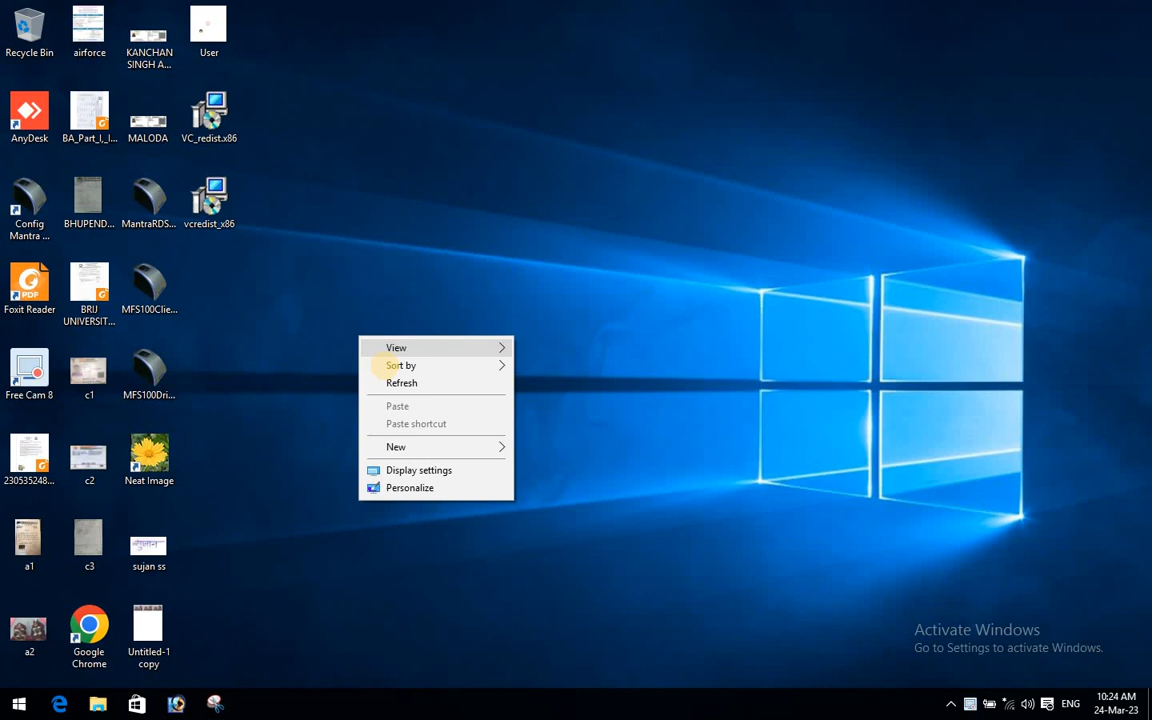 Recycle Bin
airforce
KANCHAN
SINGH A...
User
AnyDesk
BA_Part_I,_I...
MALODA
VC_redist.x86
Config
Mantra ...
BHUPEND...
MantraRDS...
vcredist_x86
Foxit Reader
BRIJ
UNIVERSIT...
MFS100Clie...
Free Cam 8
c1
MFS100Dri...
230535248...
c2
Neat Image
a1
c3
sujan ss
a2
Google
Chrome
Untitled-1
copy
PDF
View
Sort by
Refresh
Paste
Paste shortcut
New
Display settings
Personalize
Activate Windows
Go to Settings to activate Windows.
ENG
10:24 AM
24-Mar-23